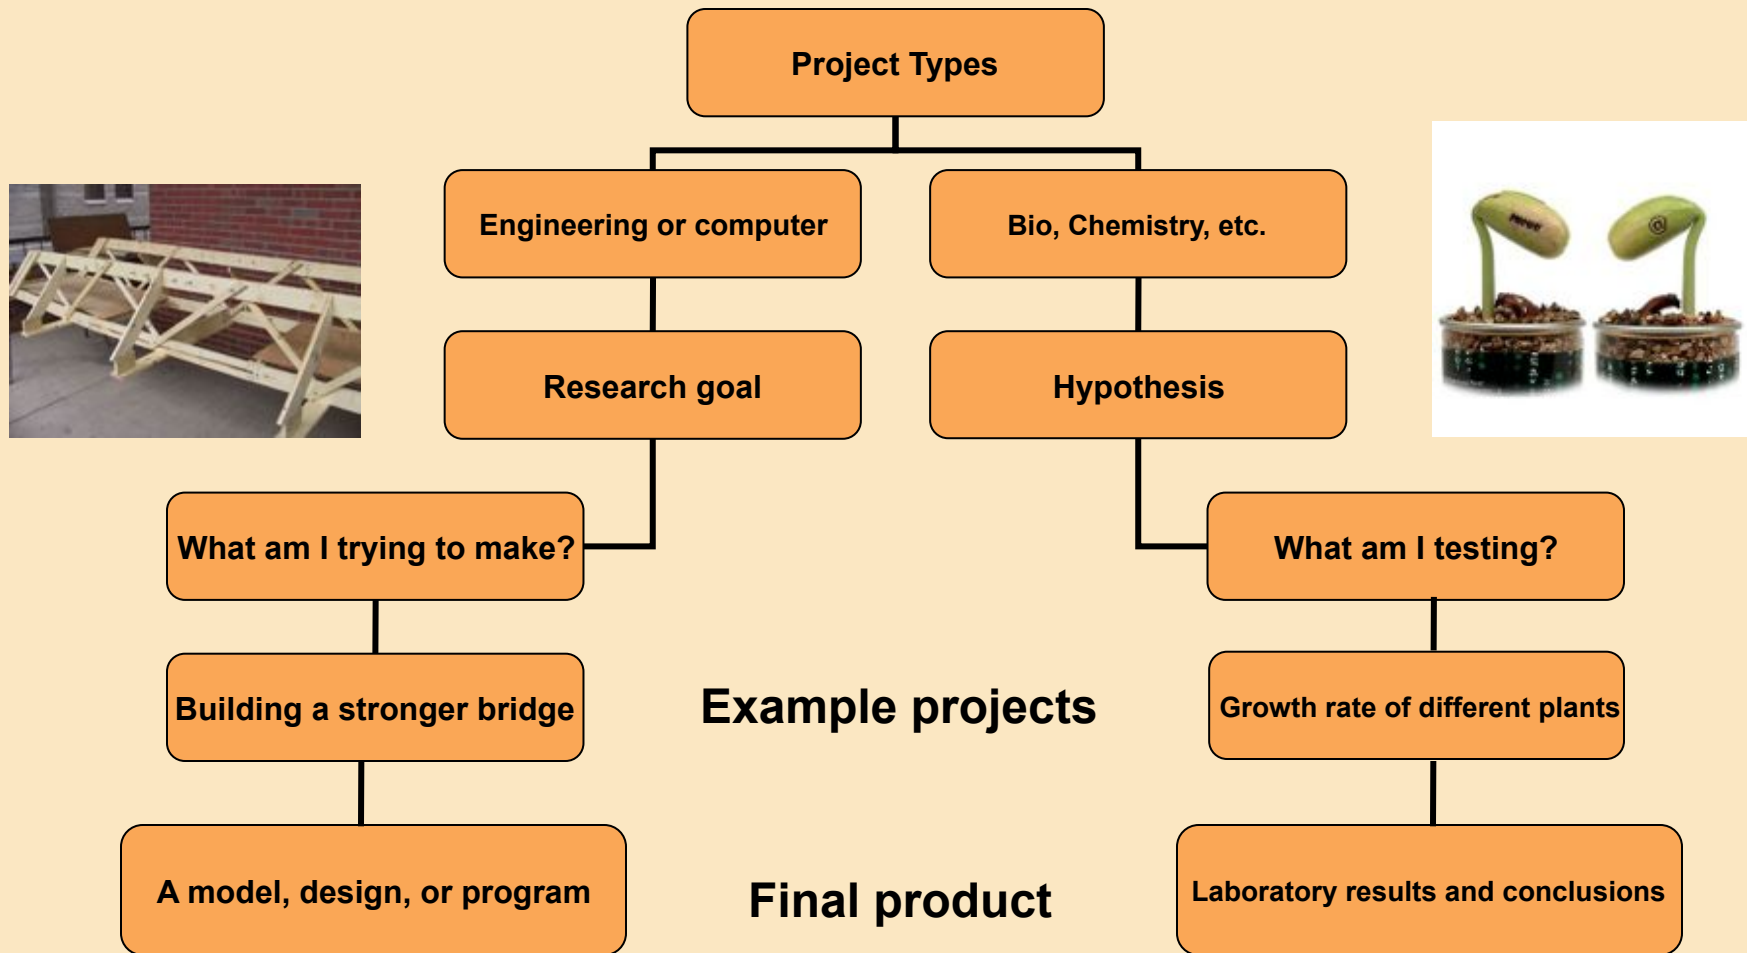 Project Types
Engineering or computer
Bio, Chemistry, etc.
Research goal
Hypothesis
What am I trying to make?
What am I testing?
Building a stronger bridge
Example projects
Growth rate of different plants
A model, design, or program
Final product
Laboratory results and conclusions
@